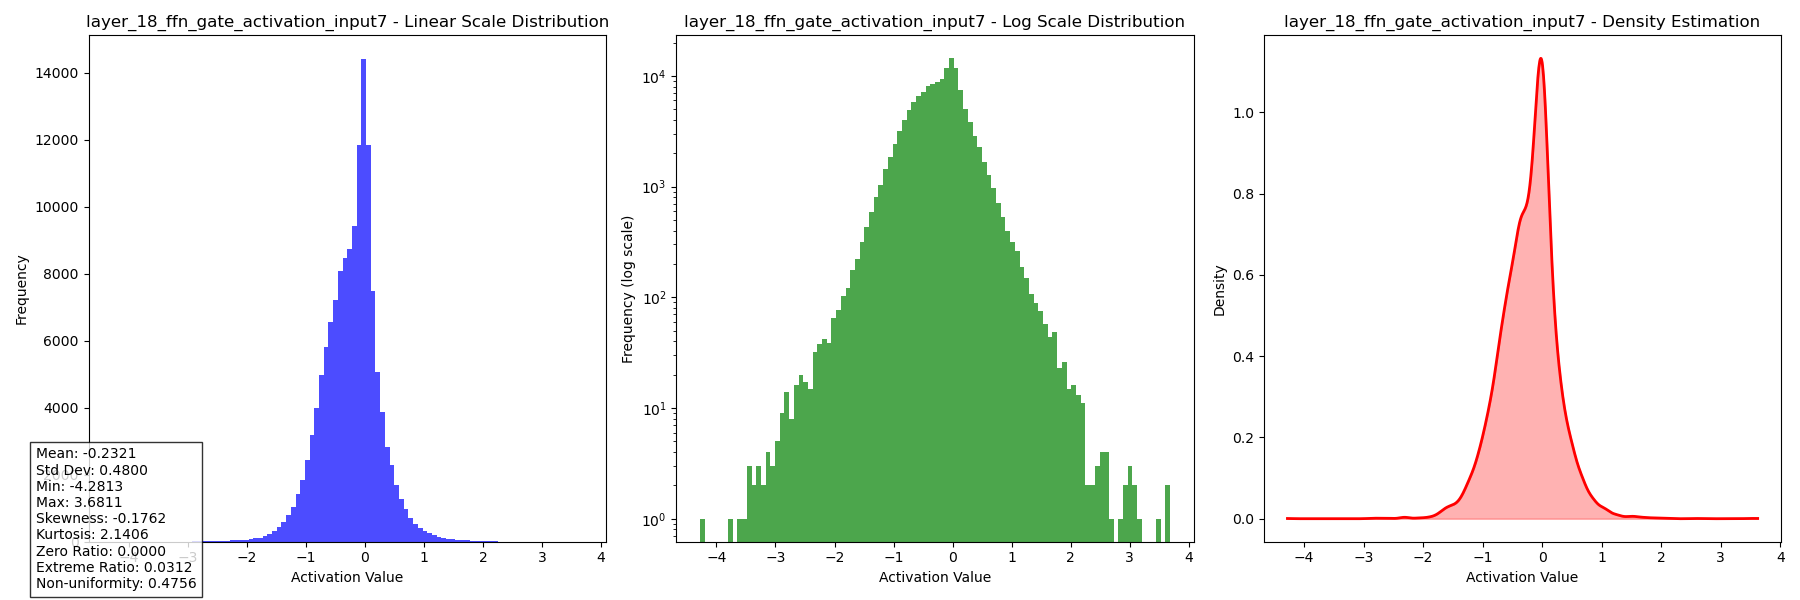 layer_18_ffn_gate_activation_input7 - Linear Scale Distribution
14000
12000
10000
8000
6000
4000
2000
0
Frequency
−4 −3 −2 −1 0 1 2 3 4
Activation Value
Mean: -0.2321
Std Dev: 0.4800
Min: -4.2813
Max: 3.6811
Skewness: -0.1762
Kurtosis: 2.1406
Zero Ratio: 0.0000
Extreme Ratio: 0.0312
Non-uniformity: 0.4756
layer_18_ffn_gate_activation_input7 - Log Scale Distribution
10⁴
10³
10²
10¹
10⁰
Frequency (log scale)
−4 −3 −2 −1 0 1 2 3 4
Activation Value
layer_18_ffn_gate_activation_input7 - Density Estimation
1.0
0.8
0.6
0.4
0.2
0.0
Density
−4 −3 −2 −1 0 1 2 3 4
Activation Value